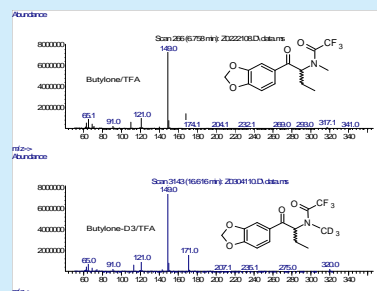 Abundance
Scan 266 (6.758 min): Z0222108.D\data.ms
8000000
149.0
6000000
Butylone/TFA
4000000
2000000
65.1
91.0
121.0
174.1
204.1
232.1
269.0
293.0
317.1
341.0
60 80 100 120 140 160 180 200 220 240 260 280 300 320 340
m/z-->
O
O
O
O
CF3
N
Abundance
Scan 3143 (16.616 min): Z0304110.D\data.ms
8000000
149.0
6000000
Butylone-D3/TFA
4000000
2000000
65.0
91.0
121.0
171.0
207.1
235.1
275.0
320.0
60 80 100 120 140 160 180 200 220 240 260 280 300 320 340
O
O
O
O
CF3
N
CD3